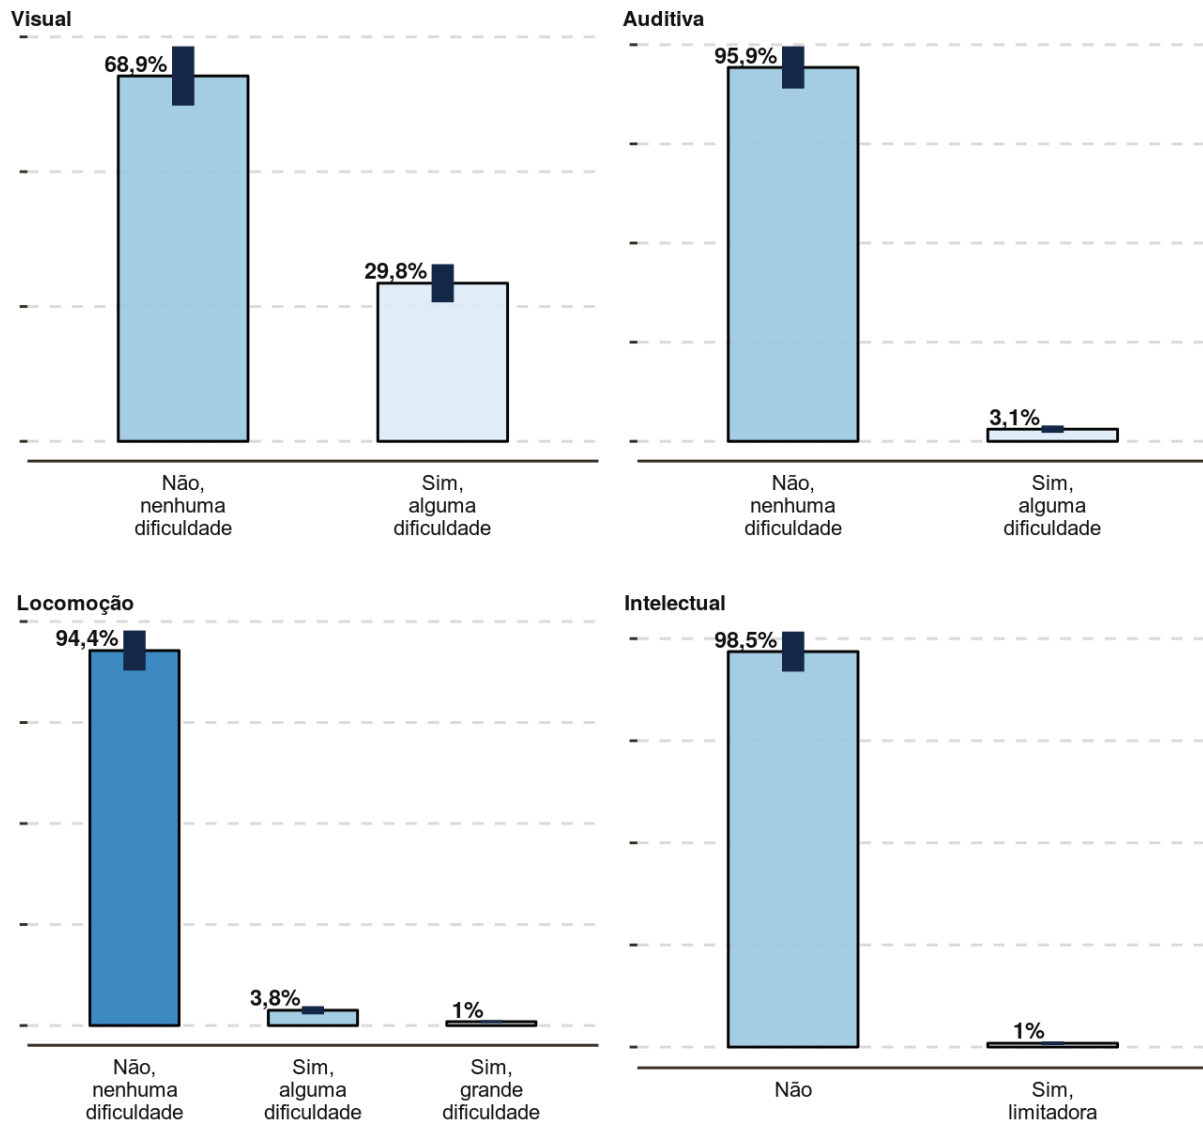 Visual
68,9%
29,8%
Não,
nenhuma
dificuldade
Sim,
alguma
dificuldade
Auditiva
95,9%
3,1%
Não,
nenhuma
dificuldade
Sim,
alguma
dificuldade
Locomoção
94,4%
3,8%
1%
Não,
nenhuma
dificuldade
Sim,
alguma
dificuldade
Sim,
grande
dificuldade
Intelectual
98,5%
1%
Não
Sim,
limitadora